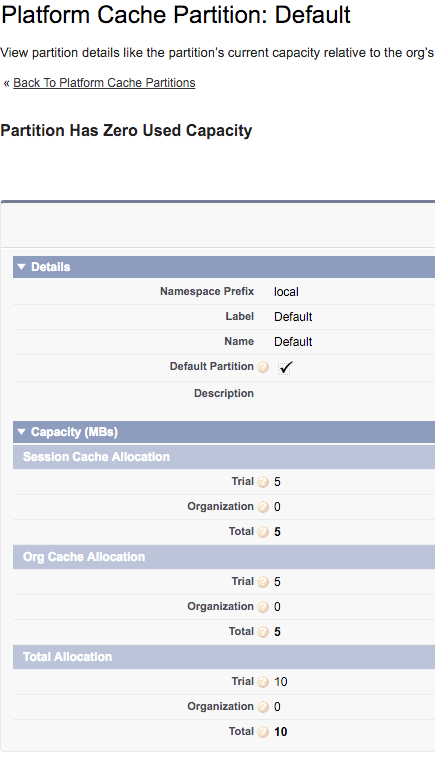 Platform Cache Partition: Default
View partition details like the partition's current capacity relative to the org's
« Back To Platform Cache Partitions
Partition Has Zero Used Capacity
Details
Namespace Prefix local
Label Default
Name Default
Default Partition ? ✓
Description
Capacity (MBs)
Session Cache Allocation
Trial ? 5
Organization ? 0
Total ? 5
Org Cache Allocation
Trial ? 5
Organization ? 0
Total ? 5
Total Allocation
Trial ? 10
Organization ? 0
Total ? 10